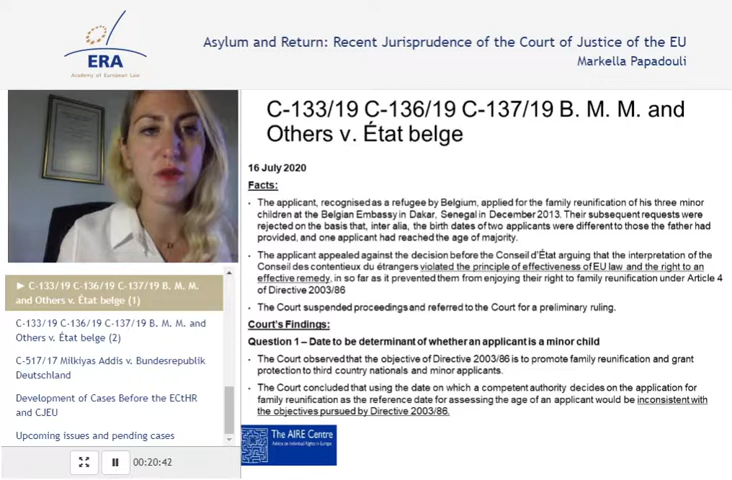 ERA
Academy of European Law
Asylum and Return: Recent Jurisprudence of the Court of Justice of the EU
Markella Papadouli
► C-133/19 C-136/19 C-137/19 B. M. M.
and Others v. État belge (1)
C-133/19 C-136/19 C-137/19 B. M. M. and
Others v. État belge (2)
C-517/17 Milkiyas Addis v. Bundesrepublik
Deutschland
Development of Cases Before the ECtHR
and CJEU
Upcoming issues and pending cases
00:20:42
C-133/19 C-136/19 C-137/19 B. M. M. and
Others v. État belge
16 July 2020
Facts:
• The applicant, recognised as a refugee by Belgium, applied for the family reunification of his three minor
children at the Belgian Embassy in Dakar, Senegal in December 2013. Their subsequent requests were
rejected on the basis that, inter alia, the birth dates of two applicants were different to those the father had
provided, and one applicant had reached the age of majority.
• The applicant appealed against the decision before the Conseil d'État arguing that the interpretation of the
Conseil des contentieux du étrangers violated the principle of effectiveness of EU law and the right to an
effective remedy, in so far as it prevented them from enjoying their right to family reunification under Article 4
of Directive 2003/86
• The Court suspended proceedings and referred to the Court for a preliminary ruling.
Court's Findings:
Question 1 – Date to be determinant of whether an applicant is a minor child
• The Court observed that the objective of Directive 2003/86 is to promote family reunification and grant
protection to third country nationals and minor applicants.
• The Court concluded that using the date on which a competent authority decides on the application for
family reunification as the reference date for assessing the age of an applicant would be inconsistent with
the objectives pursued by Directive 2003/86.
The AIRE Centre
Advice on Individual Rights in Europe